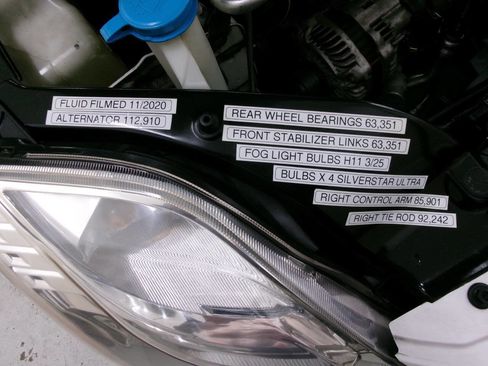 FLUID FILMED 11/2020
ALTERNATOR 112,910
REAR WHEEL BEARINGS 63,351
FRONT STABILIZER LINKS 63,351
FOG LIGHT BULBS H11 3/25
BULBS X 4 SILVERSTAR ULTRA
RIGHT CONTROL ARM 85,901
RIGHT TIE ROD 92,242